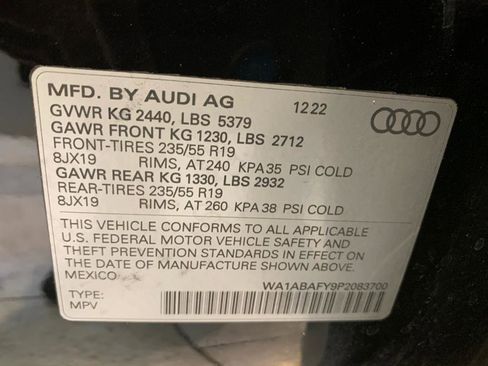 MFD. BY AUDI AG 12 22
GVWR KG 2440, LBS 5379
GAWR FRONT KG 1230, LBS 2712
FRONT-TIRES 235/55 R19
8JX19 RIMS, AT 240 KPA 35 PSI COLD
GAWR REAR KG 1330, LBS 2932
REAR-TIRES 235/55 R19
8JX19 RIMS, AT 260 KPA 38 PSI COLD
THIS VEHICLE CONFORMS TO ALL APPLICABLE
U.S. FEDERAL MOTOR VEHICLE SAFETY AND
THEFT PREVENTION STANDARDS IN EFFECT ON
THE DATE OF MANUFACTURE SHOWN ABOVE.
MEXICO
WA1ABAFY9P2083700
TYPE:
MPV